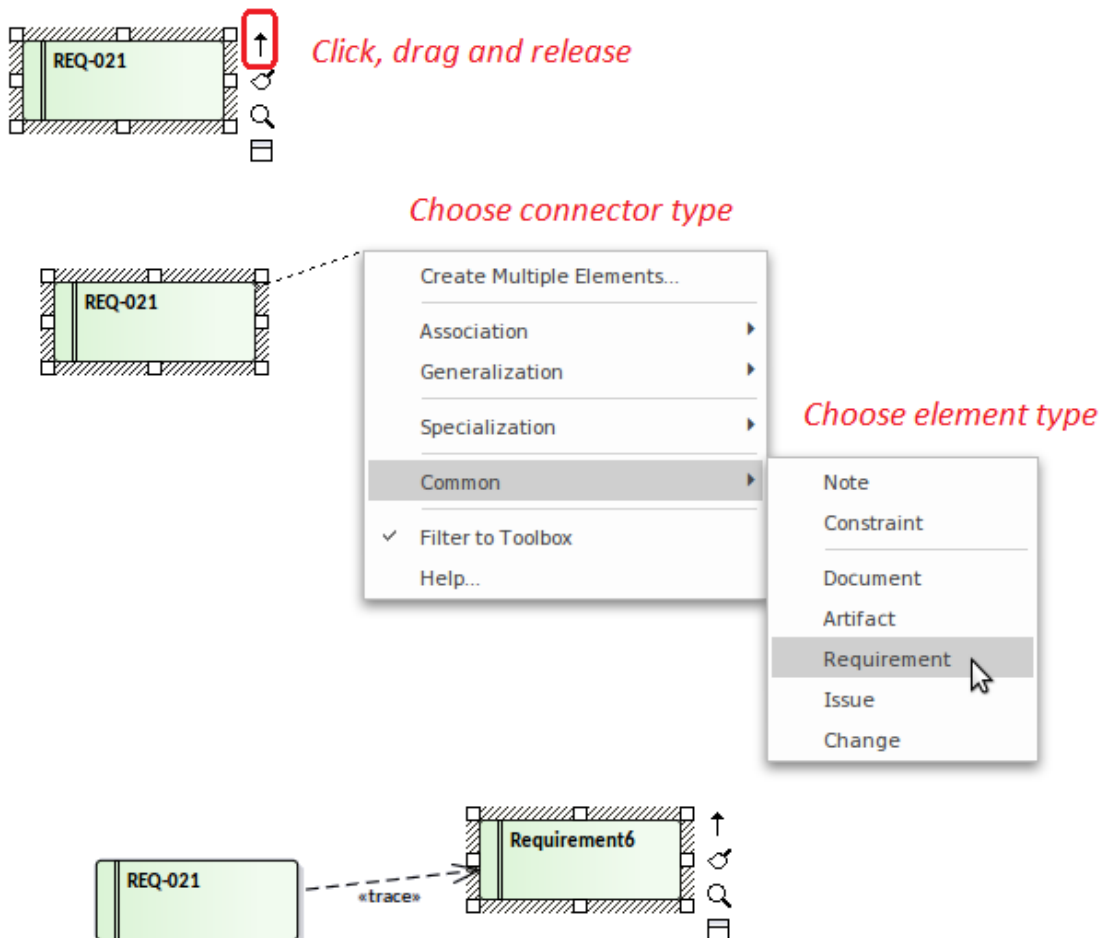 REQ-021
Click, drag and release
Choose connector type
REQ-021
Create Multiple Elements...
Association
Generalization
Specialization
Common
Filter to Toolbox
Help...
Choose element type
Note
Constraint
Document
Artifact
Requirement
Issue
Change
Requirement6
REQ-021
«trace»